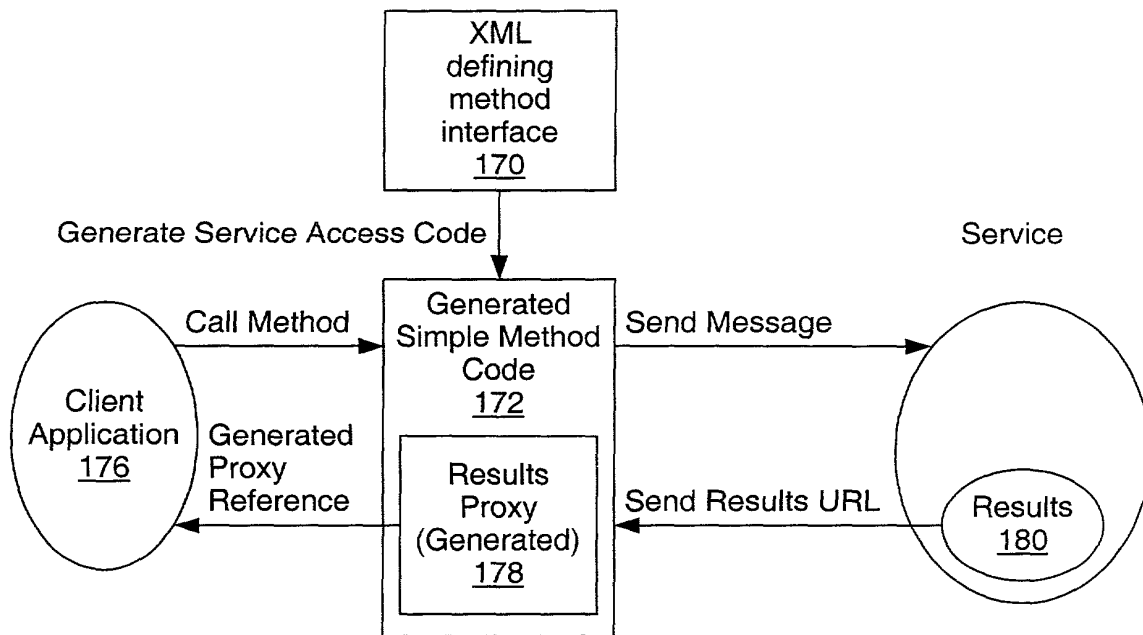 XML
defining
method
interface
170
Generate Service Access Code
Service
Call Method
Generated
Simple Method
Code
172
Send Message
Client
Application
176
Generated
Proxy
Reference
Results
Proxy
(Generated)
178
Send Results URL
Results
180